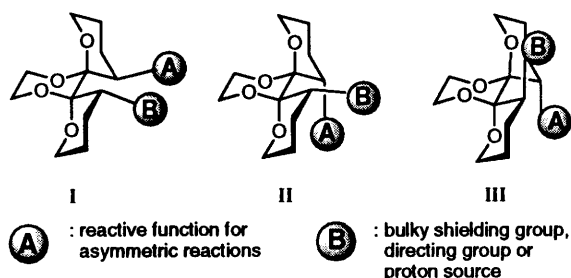 O O O
A A B
O O O B
O O O
B O O O A
O O O
I II III
A : reactive function for
asymmetric reactions
B : bulky shielding group,
directing group or
proton source